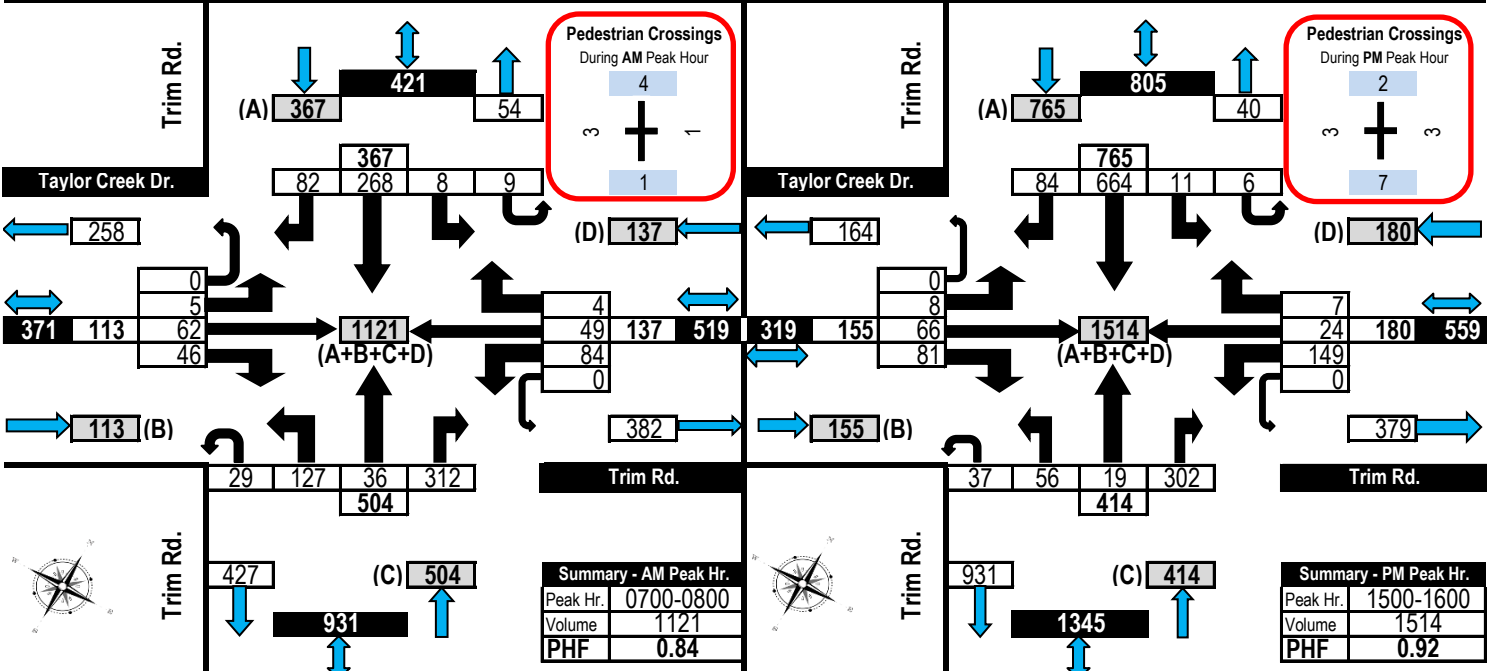 Trim Rd.
421
(A) 367
54
Pedestrian Crossings
During AM Peak Hour
4
3
1
1
367
82 268 8 9
Taylor Creek Dr.
258
(D) 137
0
5
371 113 62
46
1121
(A+B+C+D)
4
49 137 519
84
0
113 (B)
382
29 127 36 312
504
Trim Rd.
Trim Rd.
427
(C) 504
931
Summary - AM Peak Hr.
Peak Hr. 0700-0800
Volume 1121
PHF 0.84
Trim Rd.
805
(A) 765
40
Pedestrian Crossings
During PM Peak Hour
2
3
3
7
765
84 664 11 6
Taylor Creek Dr.
164
(D) 180
0
8
319 155 66
81
1514
(A+B+C+D)
7
24 180 559
149
0
155 (B)
379
37 56 19 302
414
Trim Rd.
Trim Rd.
931
(C) 414
1345
Summary - PM Peak Hr.
Peak Hr. 1500-1600
Volume 1514
PHF 0.92